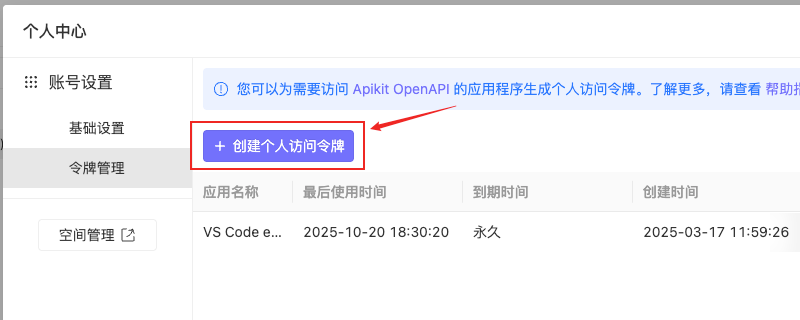 个人中心
账号设置
基础设置
令牌管理
空间管理
您可以为需要访问 Apikit OpenAPI 的应用程序生成个人访问令牌。了解更多，请查看 帮助
+ 创建个人访问令牌
应用名称 最后使用时间 到期时间 创建时间
VS Code e... 2025-10-20 18:30:20 永久 2025-03-17 11:59:26